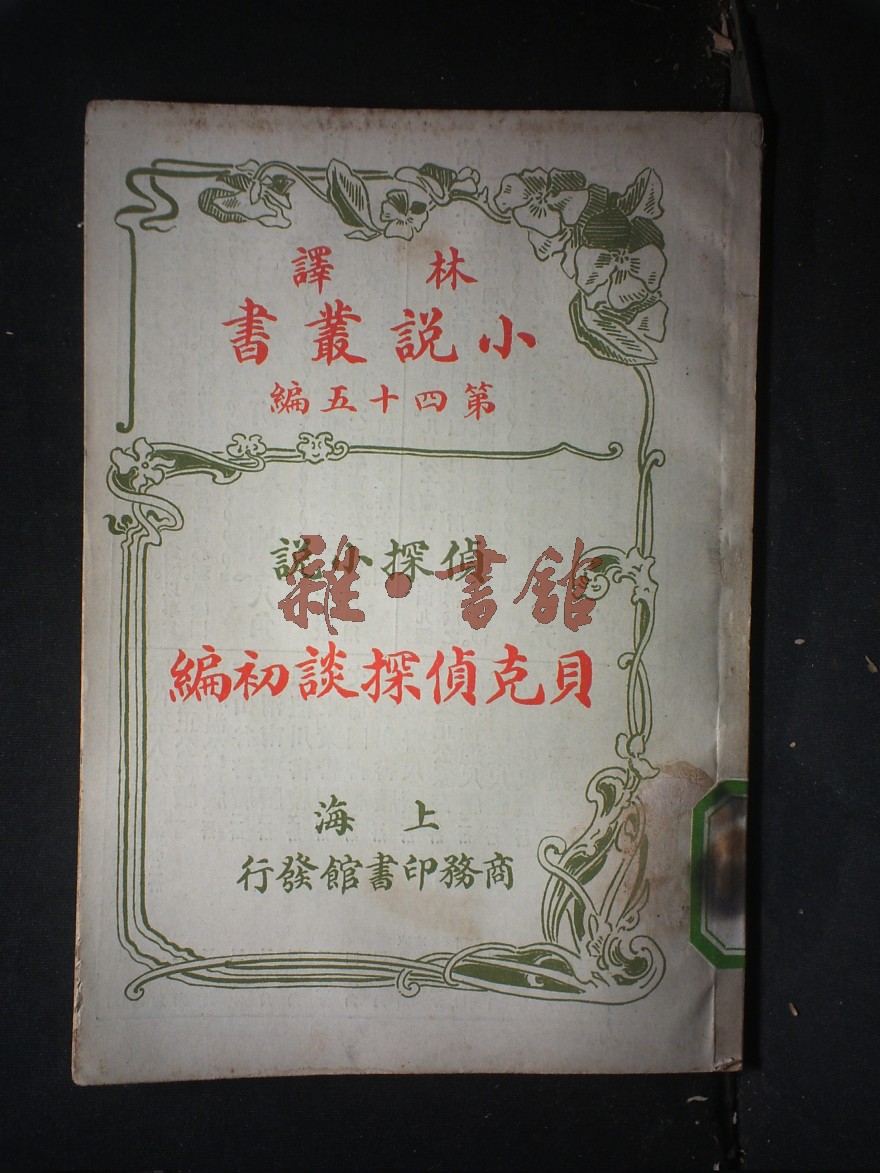 林譯
小說叢書
第四十五編
偵探小說
雜·書館
貝克偵探談初編
上海
商務印書館發行